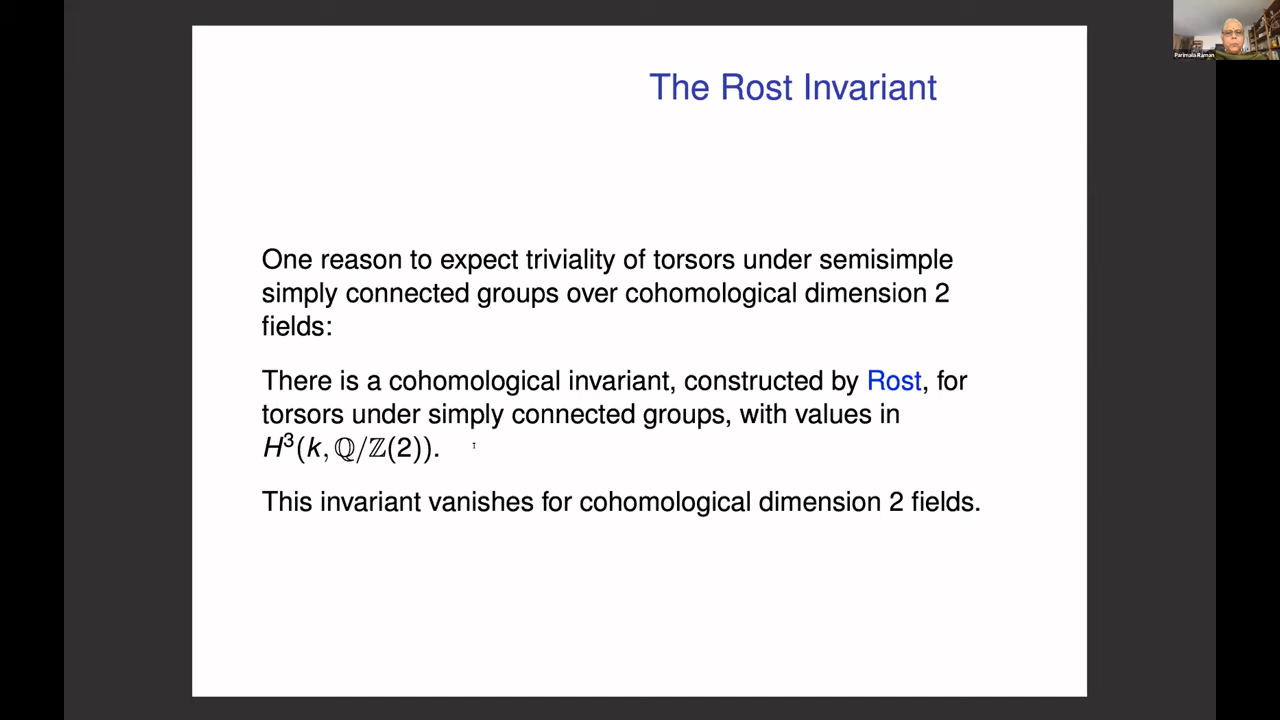 Parimala Raman
The Rost Invariant
One reason to expect triviality of torsors under semisimple
simply connected groups over cohomological dimension 2
fields:
There is a cohomological invariant, constructed by Rost, for
torsors under simply connected groups, with values in
H³(k, ℚ/ℤ(2)).
This invariant vanishes for cohomological dimension 2 fields.